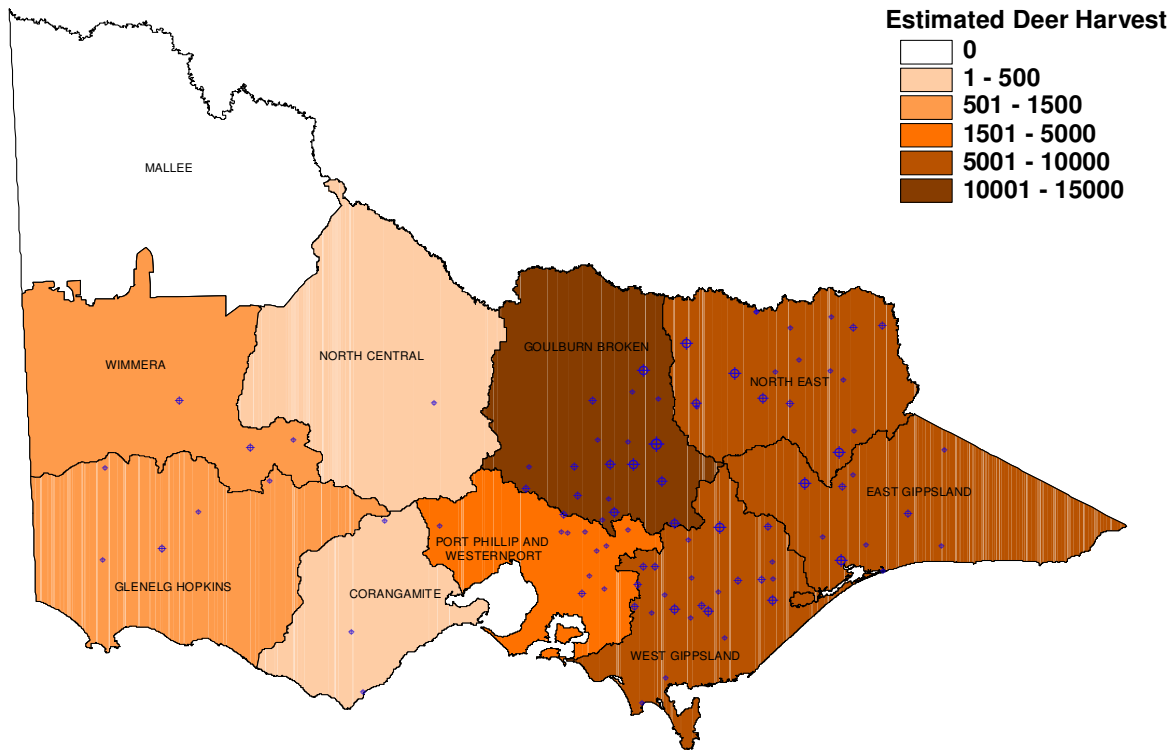 Estimated Deer Harvest
0
1 - 500
501 - 1500
1501 - 5000
5001 - 10000
10001 - 15000
MALLEE
WIMMERA
NORTH CENTRAL
GOULBURN BROKEN
NORTH EAST
EAST GIPPSLAND
PORT PHILLIP AND
WESTERNPORT
GLENELG HOPKINS
CORANGAMITE
WEST GIPPSLAND